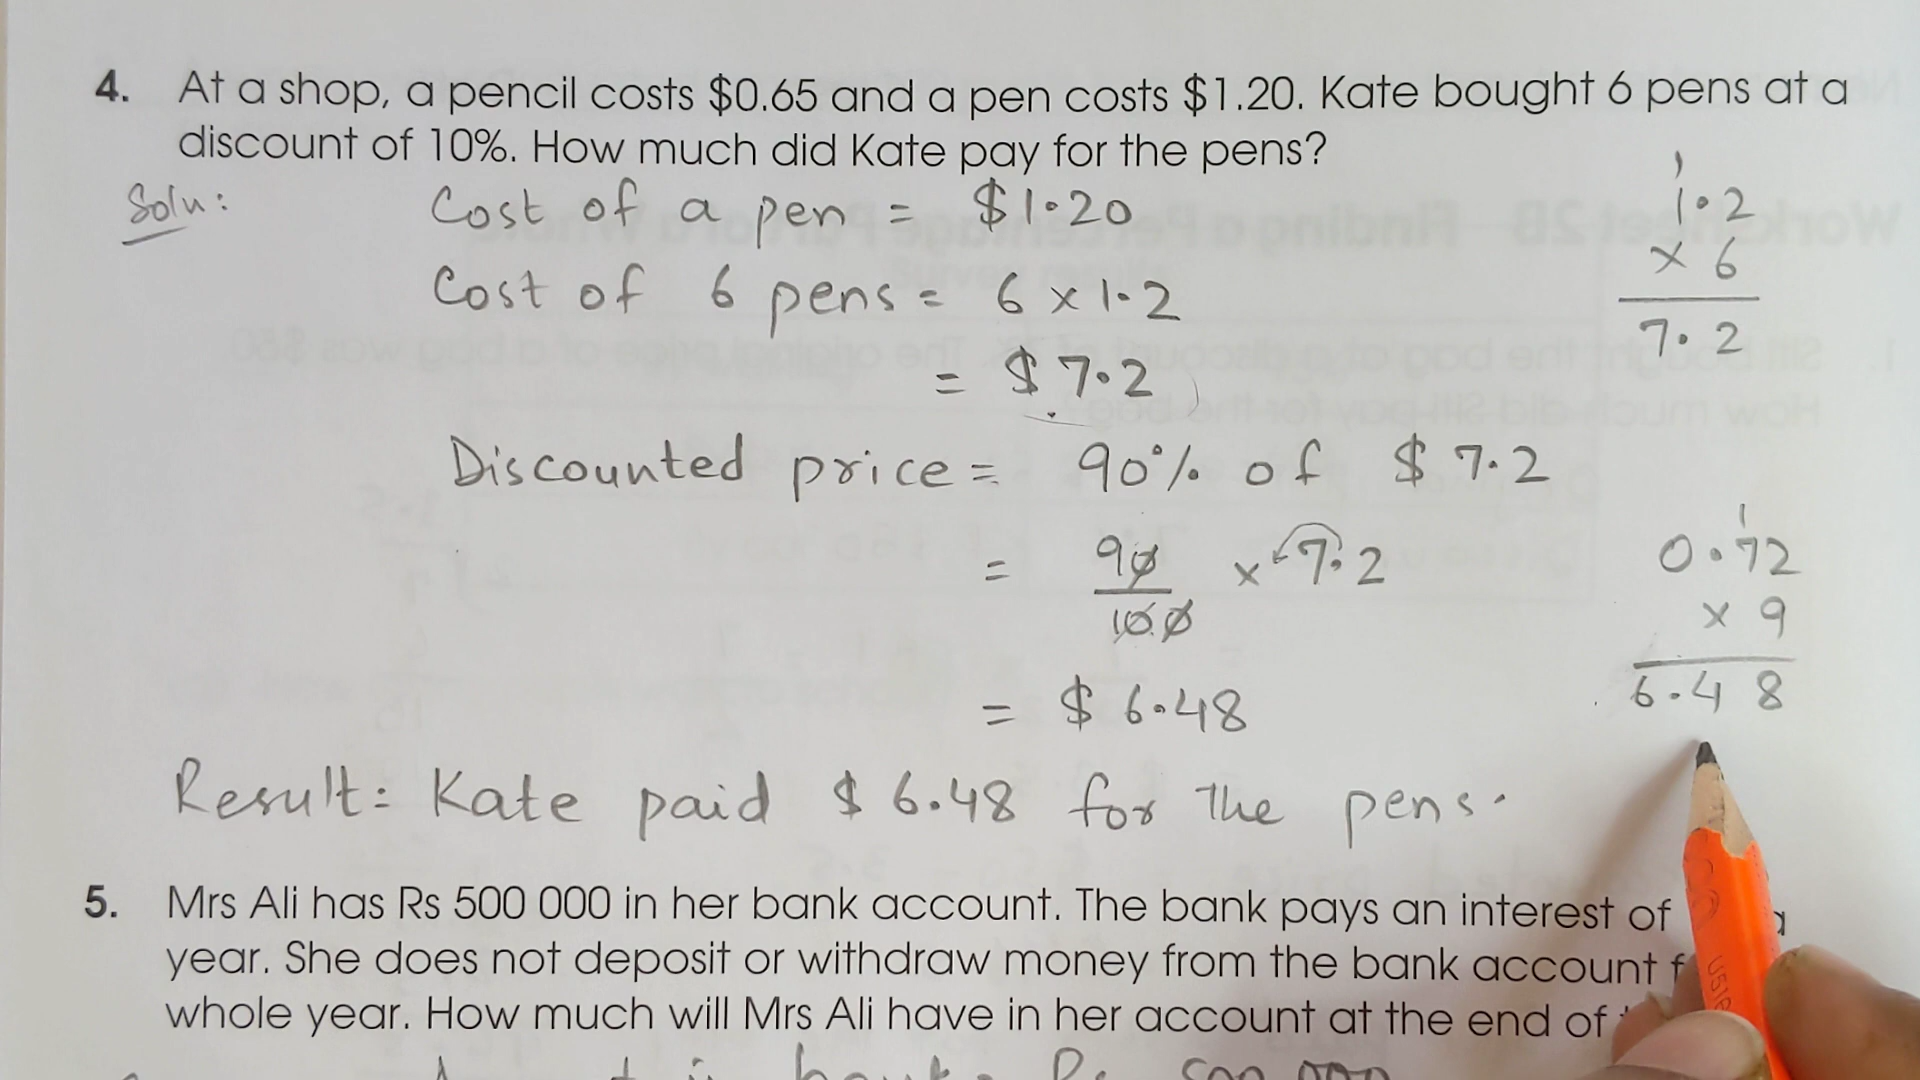 4. At a shop, a pencil costs $0.65 and a pen costs $1.20. Kate bought 6 pens at a
discount of 10%. How much did Kate pay for the pens?
Soln:
Cost of a pen = $1.20
Cost of 6 pens = 6 x 1.2
= $7.2
1
1.2
x 6
7.2
Discounted price = 90% of $7.2
= 90/100 x 7.2
= $6.48
1
0.72
x 9
6.48
Result: Kate paid $6.48 for the pens.
5. Mrs Ali has Rs 500 000 in her bank account. The bank pays an interest of
year. She does not deposit or withdraw money from the bank account
whole year. How much will Mrs Ali have in her account at the end of